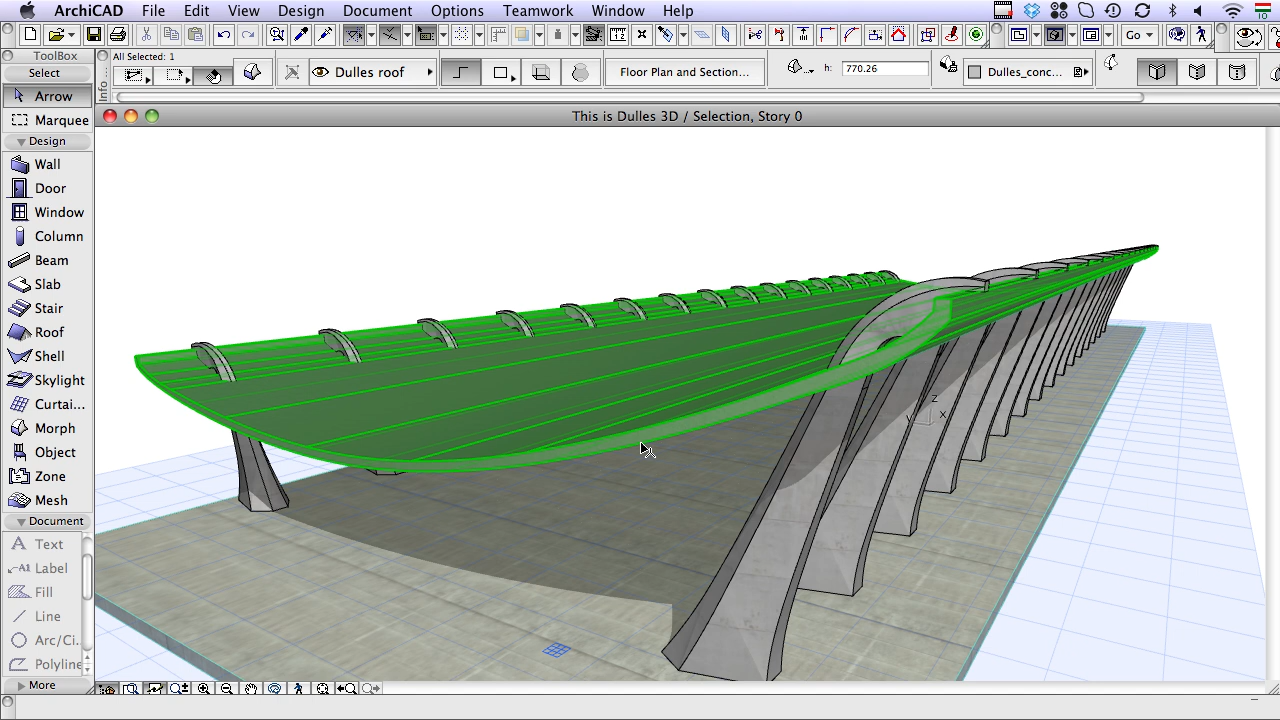 ArchiCAD File Edit View Design Document Options Teamwork Window Help
Go
ToolBox
Select
Arrow
Marquee
Design
Wall
Door
Window
Column
Beam
Slab
Stair
Roof
Shell
Skylight
Curtai...
Morph
Object
Zone
Mesh
Document
Text
Label
Fill
Line
Arc/Ci...
Polyline
More
Info
All Selected: 1
Dulles roof
Floor Plan and Section...
h: 770.26
Dulles_conc...
This is Dulles 3D / Selection, Story 0
Z
Y
X